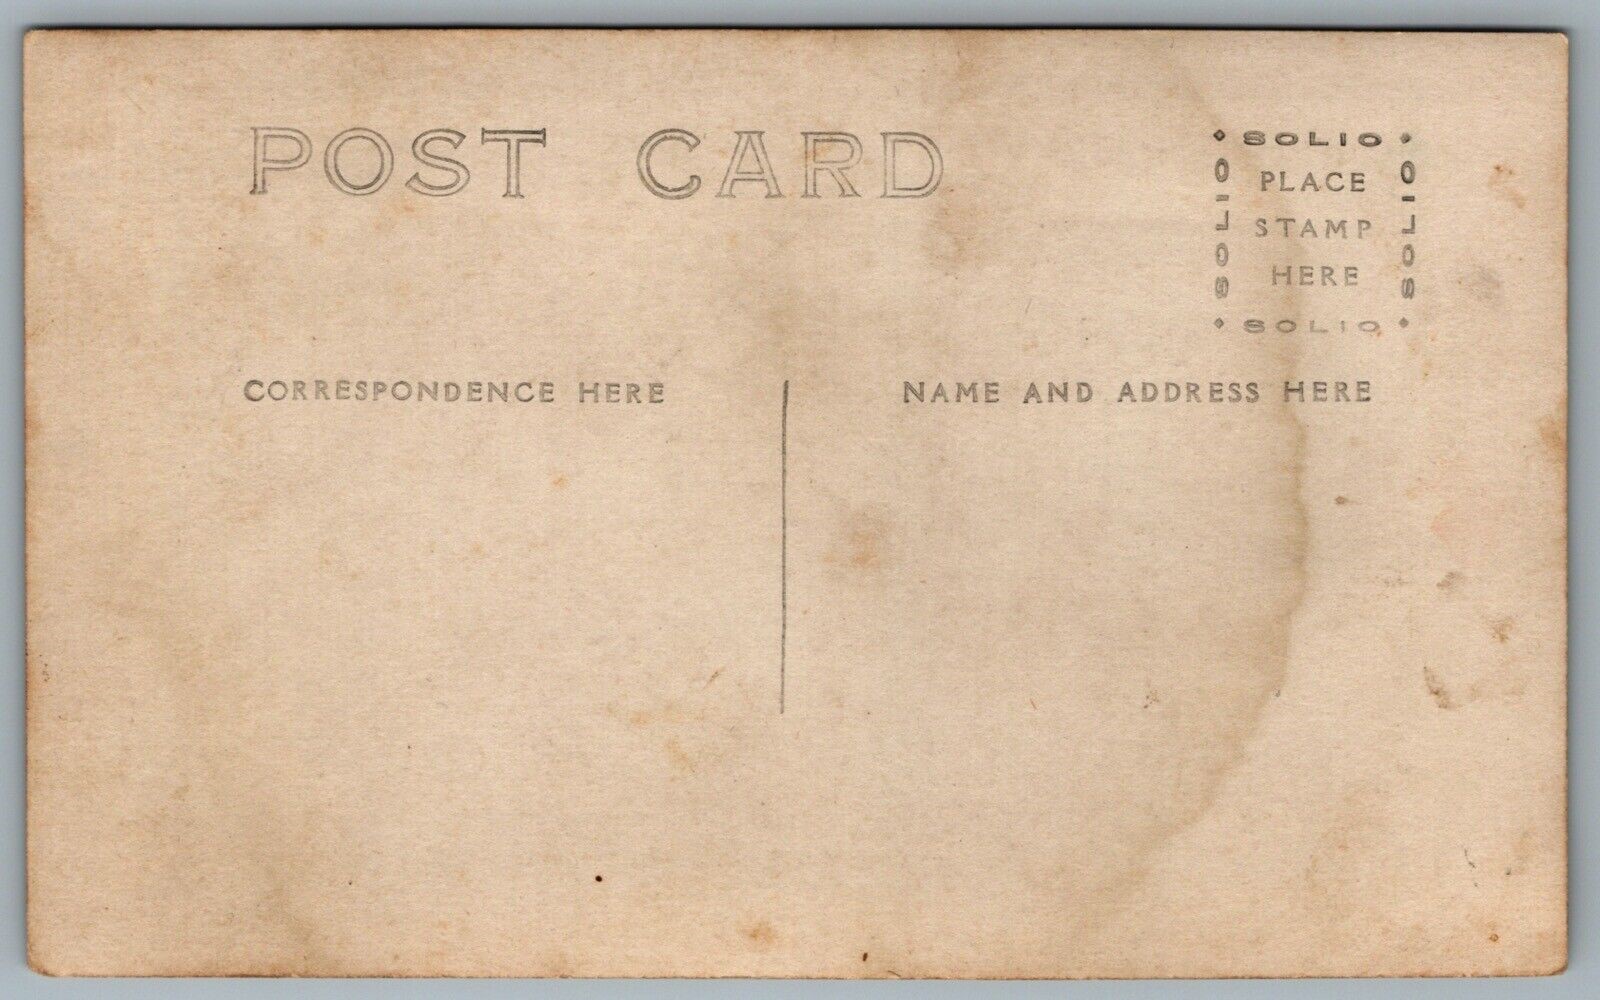 POST CARD
SOLIO
SOLIO
SOLIO
PLACE
STAMP
HERE
SOLIO
CORRESPONDENCE HERE
NAME AND ADDRESS HERE